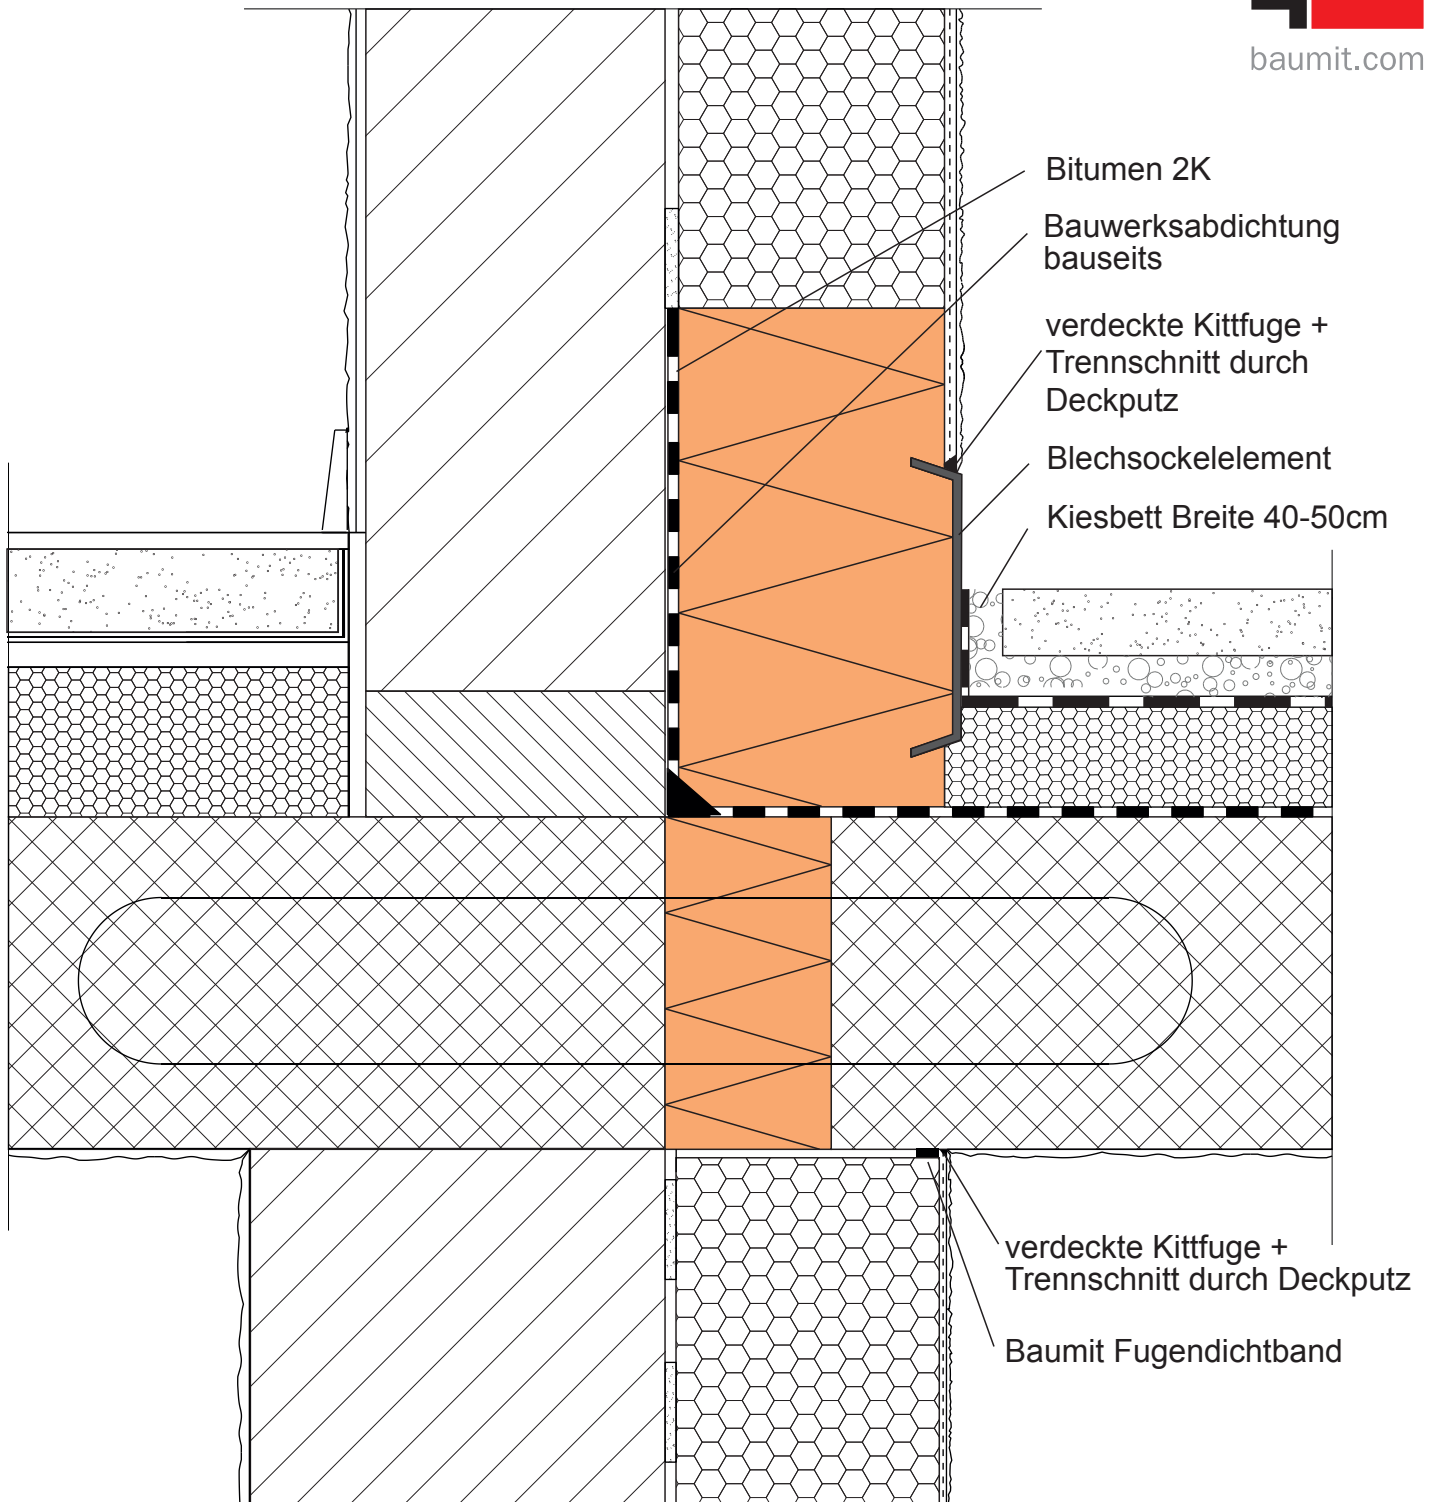 baumit.com
Bitumen 2K
Bauwerksabdichtung
bauseits
verdeckte Kittfuge +
Trennschnitt durch
Deckputz
Blechsockelelement
Kiesbett Breite 40-50cm
verdeckte Kittfuge +
Trennschnitt durch Deckputz
Baumit Fugendichtband